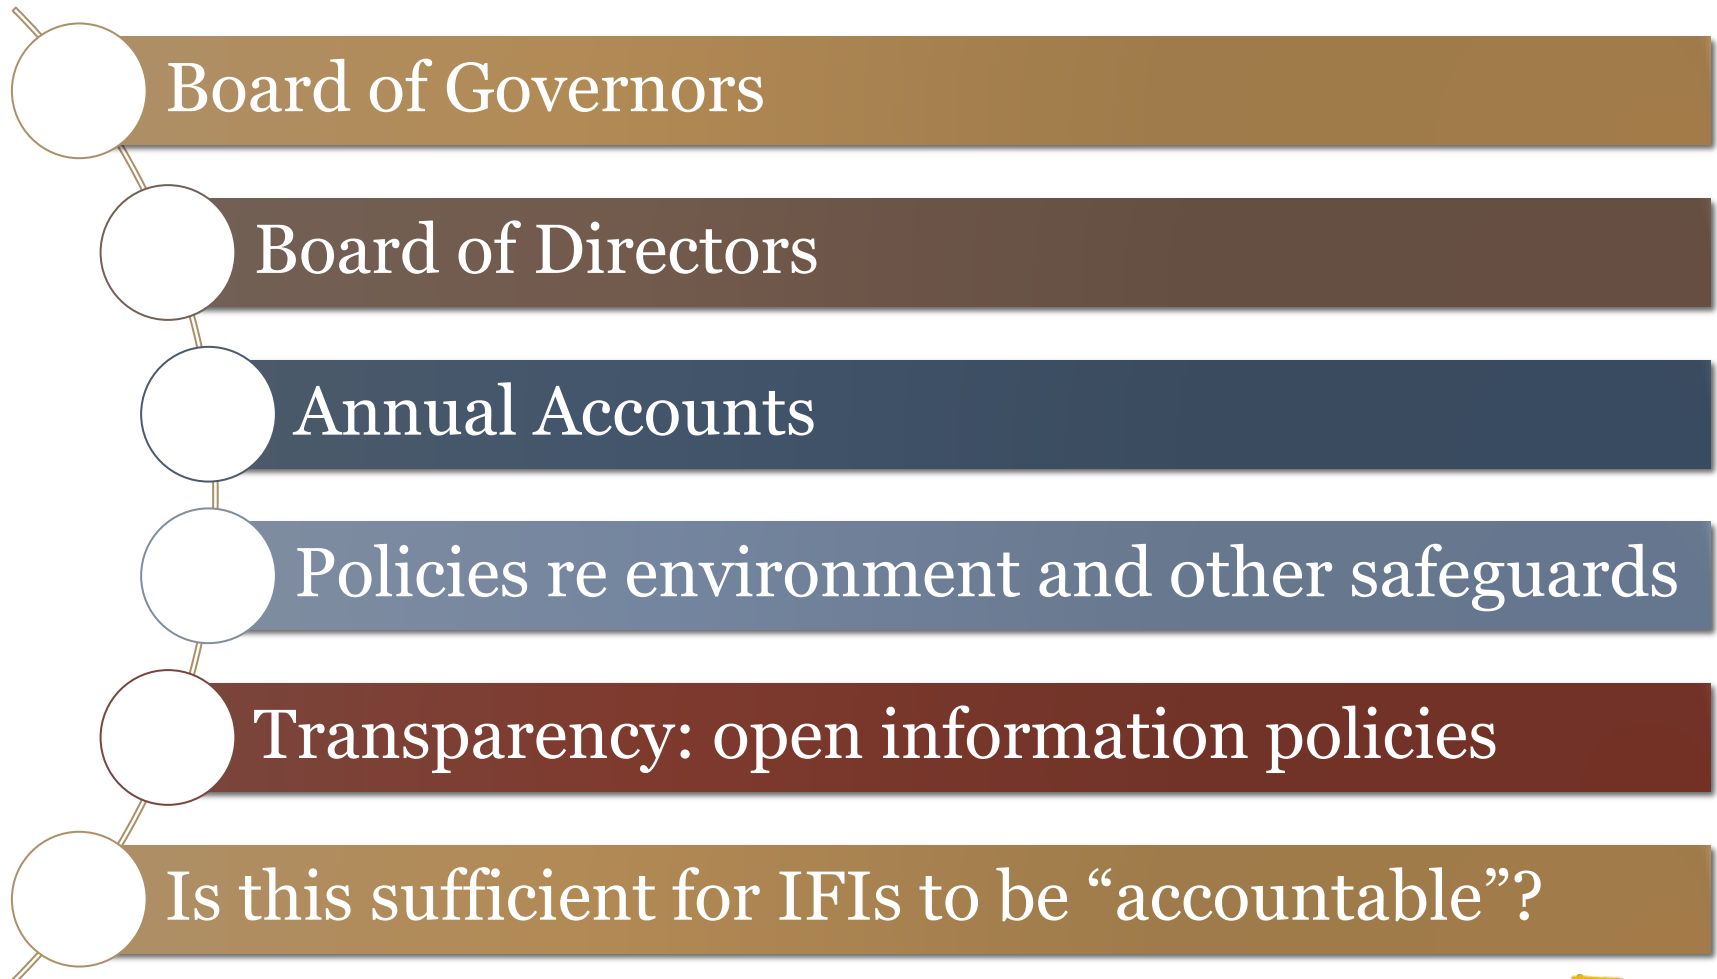 Board of Governors
Board of Directors
Annual Accounts
Policies re environment and other safeguards
Transparency: open information policies
Is this sufficient for IFIs to be “accountable”?